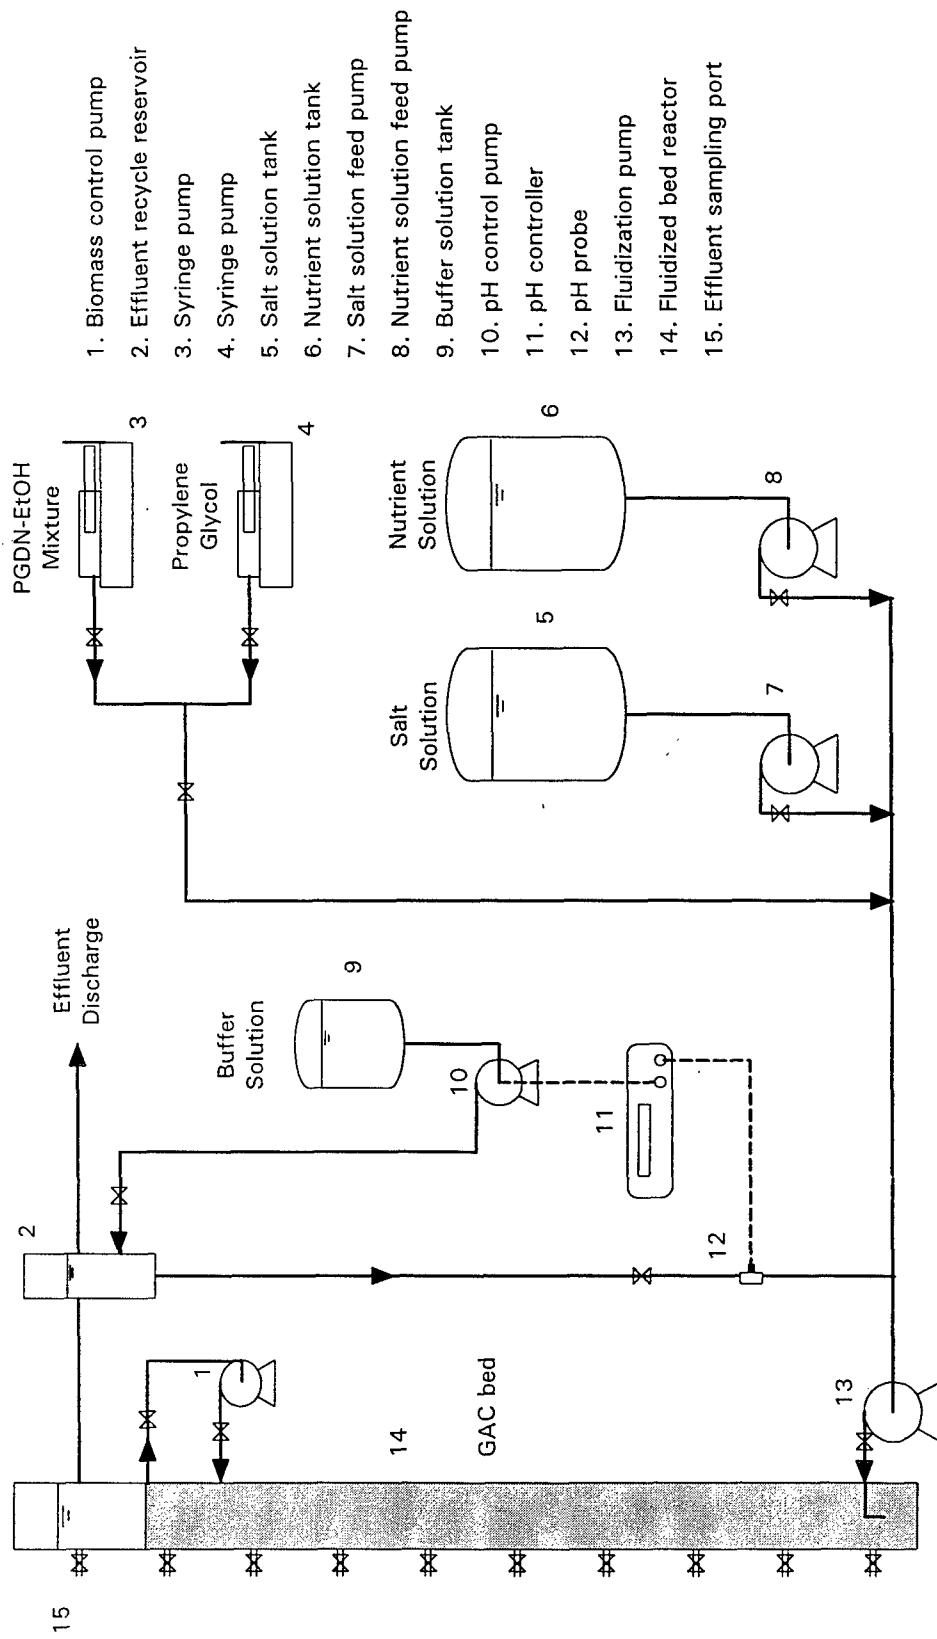 15
2
Effluent
Discharge
PGDN-EtOH
Mixture
3
Propylene
Glycol
4
1
Buffer
Solution
9
10
14
GAC bed
11
12
13
Salt
Solution
5
7
Nutrient
Solution
6
8
1. Biomass control pump
2. Effluent recycle reservoir
3. Syringe pump
4. Syringe pump
5. Salt solution tank
6. Nutrient solution tank
7. Salt solution feed pump
8. Nutrient solution feed pump
9. Buffer solution tank
10. pH control pump
11. pH controller
12. pH probe
13. Fluidization pump
14. Fluidized bed reactor
15. Effluent sampling port